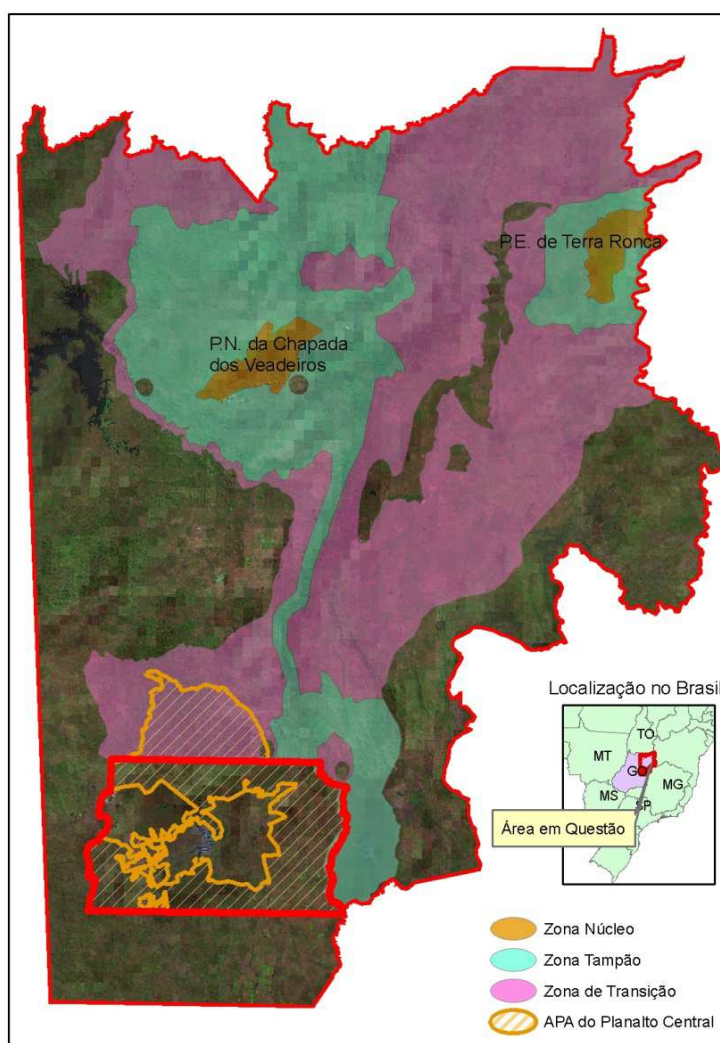 P.E. de Terra Ronca
P.N. da Chapada
dos Veadeiros
Localização no Brasil
TO
MT
GO
MG
MS
SP
Área em Questão
Zona Núcleo
Zona Tampão
Zona de Transição
APA do Planalto Central